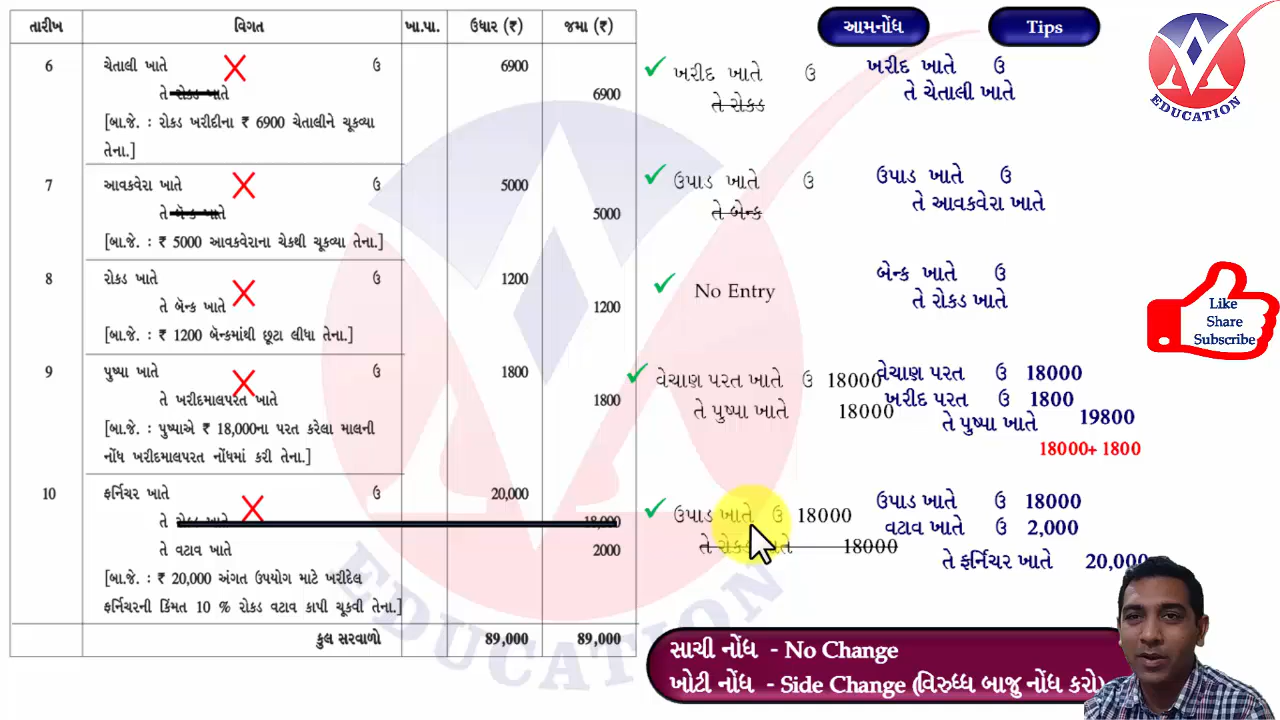 તારીખ વિગત ખા.પા. ઉધાર (₹) જમા (₹)
6 ચેતાલી ખાતે ઉ 6900
તે રોકડ ખાતે 6900
[બા.જે. : રોકડ ખરીદીના ₹ 6900 ચેતાલીને ચૂકવ્યા
તેના.]
7 આવકવેરા ખાતે ઉ 5000
તે બૅન્ક ખાતે 5000
[બા.જે. : ₹ 5000 આવકવેરાના ચેકથી ચૂકવ્યા તેના.]
8 રોકડ ખાતે ઉ 1200
તે બૅન્ક ખાતે 1200
[બા.જે. : ₹ 1200 બૅન્કમાંથી છૂટા લીધા તેના.]
9 પુષ્પા ખાતે ઉ 1800
તે ખરીદમાલપરત ખાતે 1800
[બા.જે. : પુષ્પાએ ₹ 18,000ના પરત કરેલા માલની
નોંધ ખરીદમાલપરત નોંધમાં કરી તેના.]
10 ફર્નિચર ખાતે ઉ 20,000
તે રોકડ ખાતે 18,000
તે વટાવ ખાતે 2000
[બા.જે. : ₹ 20,000 અંગત ઉપયોગ માટે ખરીદેલ
ફર્નિચરની કિંમત 10 % રોકડ વટાવ કાપી ચૂકવી તેના.]
કુલ સરવાળો 89,000 89,000
આમનોંધ Tips
ખરીદ ખાતે ઉ
તે રોકડ
ખરીદ ખાતે ઉ
તે ચેતાલી ખાતે
ઉપાડ ખાતે ઉ
તે બેન્ક
ઉપાડ ખાતે ઉ
તે આવકવેરા ખાતે
No Entry
બેન્ક ખાતે ઉ
તે રોકડ ખાતે
વેચાણ પરત ખાતે ઉ 18000
તે પુષ્પા ખાતે 18000
વેચાણ પરત ઉ 18000
ખરીદ પરત ઉ 1800
તે પુષ્પા ખાતે 19800
18000+ 1800
ઉપાડ ખાતે ઉ 18000
તે રોકડ ખાતે 18000
ઉપાડ ખાતે ઉ 18000
વટાવ ખાતે ઉ 2,000
તે ફર્નિચર ખાતે 20,000
સાચી નોંધ - No Change
ખોટી નોંધ - Side Change (વિરુધ્ધ બાજુ નોંધ કરો)
EDUCATION
Like
Share
Subscribe
EDUCATION